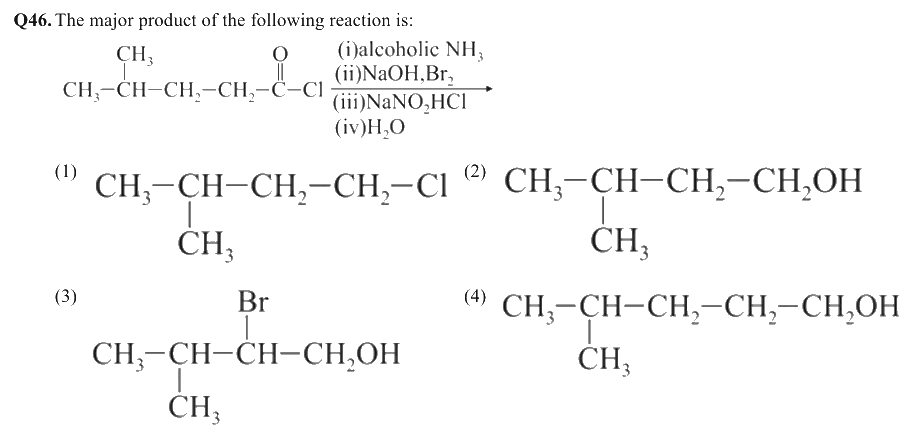 Q46. The major product of the following reaction is:
CH₃ O (i)alcoholic NH₃
(ii)NaOH,Br₂
CH₃–CH–CH₂–CH₂–C–Cl
(iii)NaNO₂HCl
(iv)H₂O
(1) CH₃–CH–CH₂–CH₂–Cl
CH₃
(2) CH₃–CH–CH₂–CH₂OH
CH₃
(3) Br
CH₃–CH–CH–CH₂OH
CH₃
(4) CH₃–CH–CH₂–CH₂–CH₂OH
CH₃